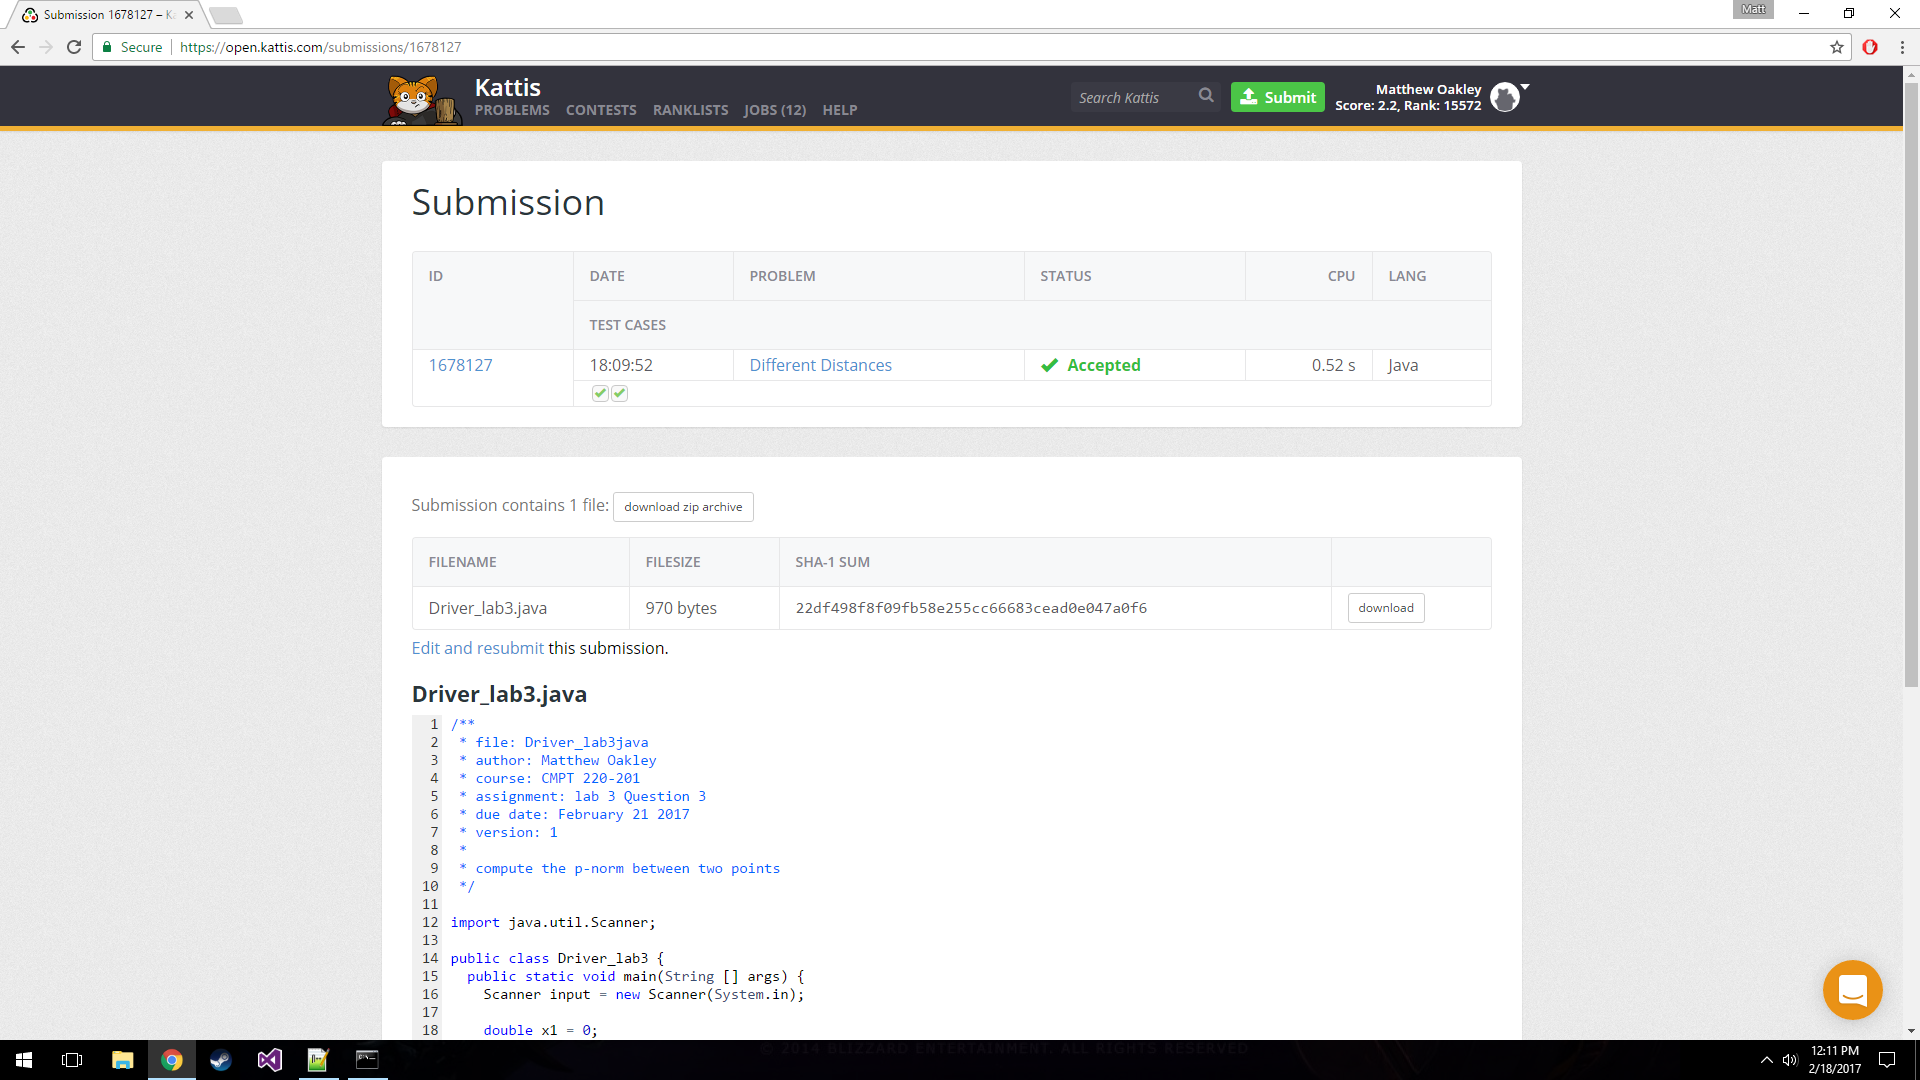 Submission 1678127 – Ka
Matt
Secure https://open.kattis.com/submissions/1678127
Kattis
PROBLEMS CONTESTS RANKLISTS JOBS (12) HELP
Search Kattis
Submit
Matthew Oakley
Score: 2.2, Rank: 15572
Submission
ID DATE PROBLEM STATUS CPU LANG
TEST CASES
1678127 18:09:52 Different Distances Accepted 0.52 s Java
Submission contains 1 file: download zip archive
FILENAME FILESIZE SHA-1 SUM
Driver_lab3.java 970 bytes 22df498f8f09fb58e255cc66683cead0e047a0f6 download
Edit and resubmit this submission.
Driver_lab3.java
1 /**
2 * file: Driver_lab3java
3 * author: Matthew Oakley
4 * course: CMPT 220-201
5 * assignment: lab 3 Question 3
6 * due date: February 21 2017
7 * version: 1
8 *
9 * compute the p-norm between two points
10 */
11
12 import java.util.Scanner;
13
14 public class Driver_lab3 {
15 public static void main(String [] args) {
16 Scanner input = new Scanner(System.in);
17
18 double x1 = 0;
© 2014 BLIZZARD ENTERTAINMENT. ALL RIGHTS RESERVED
12:11 PM
2/18/2017